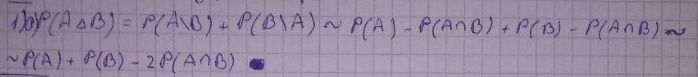 1) a) P(A△B) = P(A\B) + P(B\A) ~ P(A) - P(A∩B) + P(B) - P(A∩B) ~
~ P(A) + P(B) - 2P(A∩B)